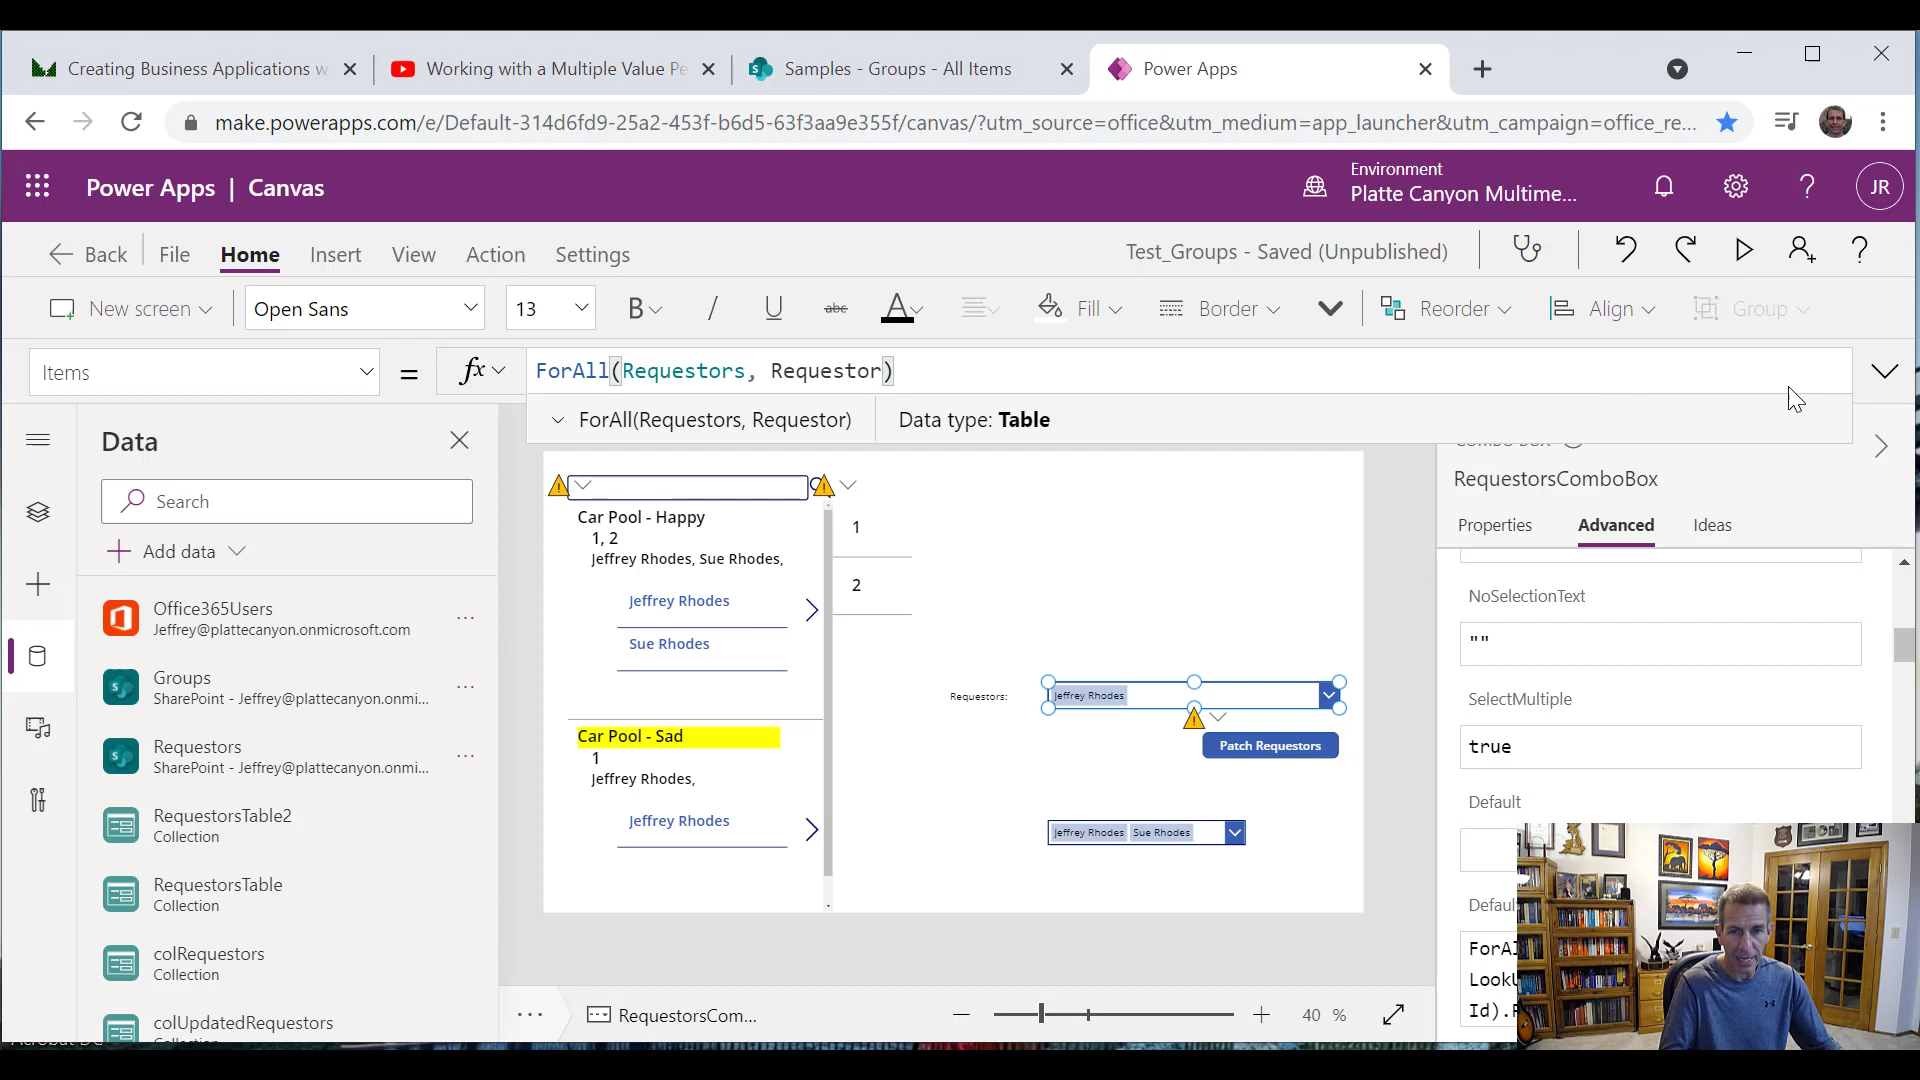 Creating Business Applications w
Working with a Multiple Value Pe
Samples - Groups - All Items
Power Apps
make.powerapps.com/e/Default-314d6fd9-25a2-453f-b6d5-63f3aa9e355f/canvas/?utm_source=office&utm_medium=app_launcher&utm_campaign=office_re...
Power Apps | Canvas
Environment
Platte Canyon Multime...
JR
Back
File
Home
Insert
View
Action
Settings
Test_Groups - Saved (Unpublished)
New screen
Open Sans
13
B
I
U
abc
A
Fill
Border
Reorder
Align
Group
Items
=
fx
ForAll(Requestors, Requestor)
ForAll(Requestors, Requestor)
Data type: Table
Data
Search
Add data
Office365Users
Jeffrey@plattecanyon.onmicrosoft.com
Groups
SharePoint - Jeffrey@plattecanyon.onmi...
Requestors
SharePoint - Jeffrey@plattecanyon.onmi...
RequestorsTable2
Collection
RequestorsTable
Collection
colRequestors
Collection
colUpdatedRequestors
Car Pool - Happy
1, 2
Jeffrey Rhodes, Sue Rhodes,
Jeffrey Rhodes
Sue Rhodes
Car Pool - Sad
1
Jeffrey Rhodes,
Jeffrey Rhodes
1
2
Requestors:
Jeffrey Rhodes
Patch Requestors
Jeffrey Rhodes Sue Rhodes
RequestorsCom...
40 %
RequestorsComboBox
Properties
Advanced
Ideas
NoSelectionText
""
SelectMultiple
true
Default
Id).